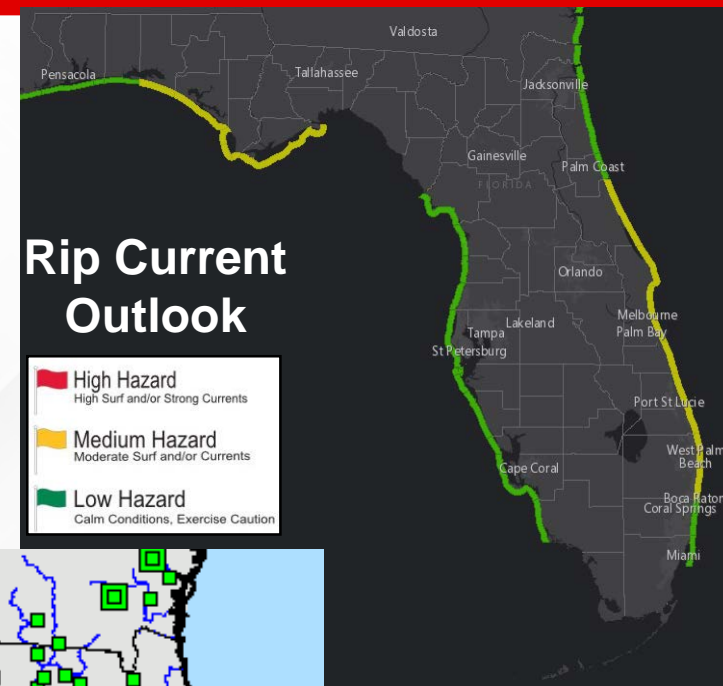 Valdosta
Pensacola
Tallahassee
Jacksonville
Gainesville
Palm Coast
FLORIDA
Rip Current
Outlook
Orlando
Melbourne
Palm Bay
Lakeland
Tampa
St Petersburg
High Hazard
High Surf and/or Strong Currents
Medium Hazard
Moderate Surf and/or Currents
Low Hazard
Calm Conditions, Exercise Caution
Port St Lucie
West Palm
Beach
Cape Coral
Boca Raton
Coral Springs
Miami